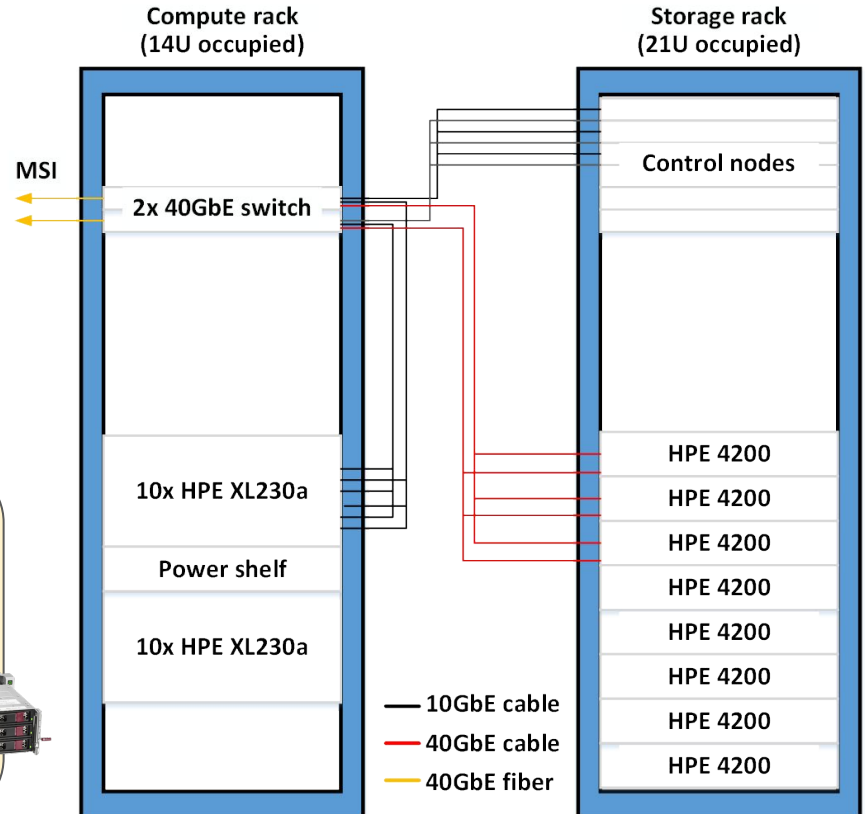 Compute rack
(14U occupied)
Storage rack
(21U occupied)
MSI
2x 40GbE switch
Control nodes
10x HPE XL230a
Power shelf
10x HPE XL230a
HPE 4200
HPE 4200
HPE 4200
HPE 4200
HPE 4200
HPE 4200
HPE 4200
HPE 4200
10GbE cable
40GbE cable
40GbE fiber